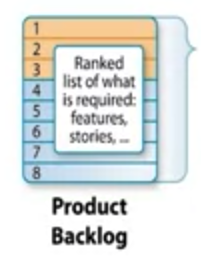 1
2
3
4
5
6
7
8
Ranked
list of what
is required:
features,
stories, ...
Product
Backlog